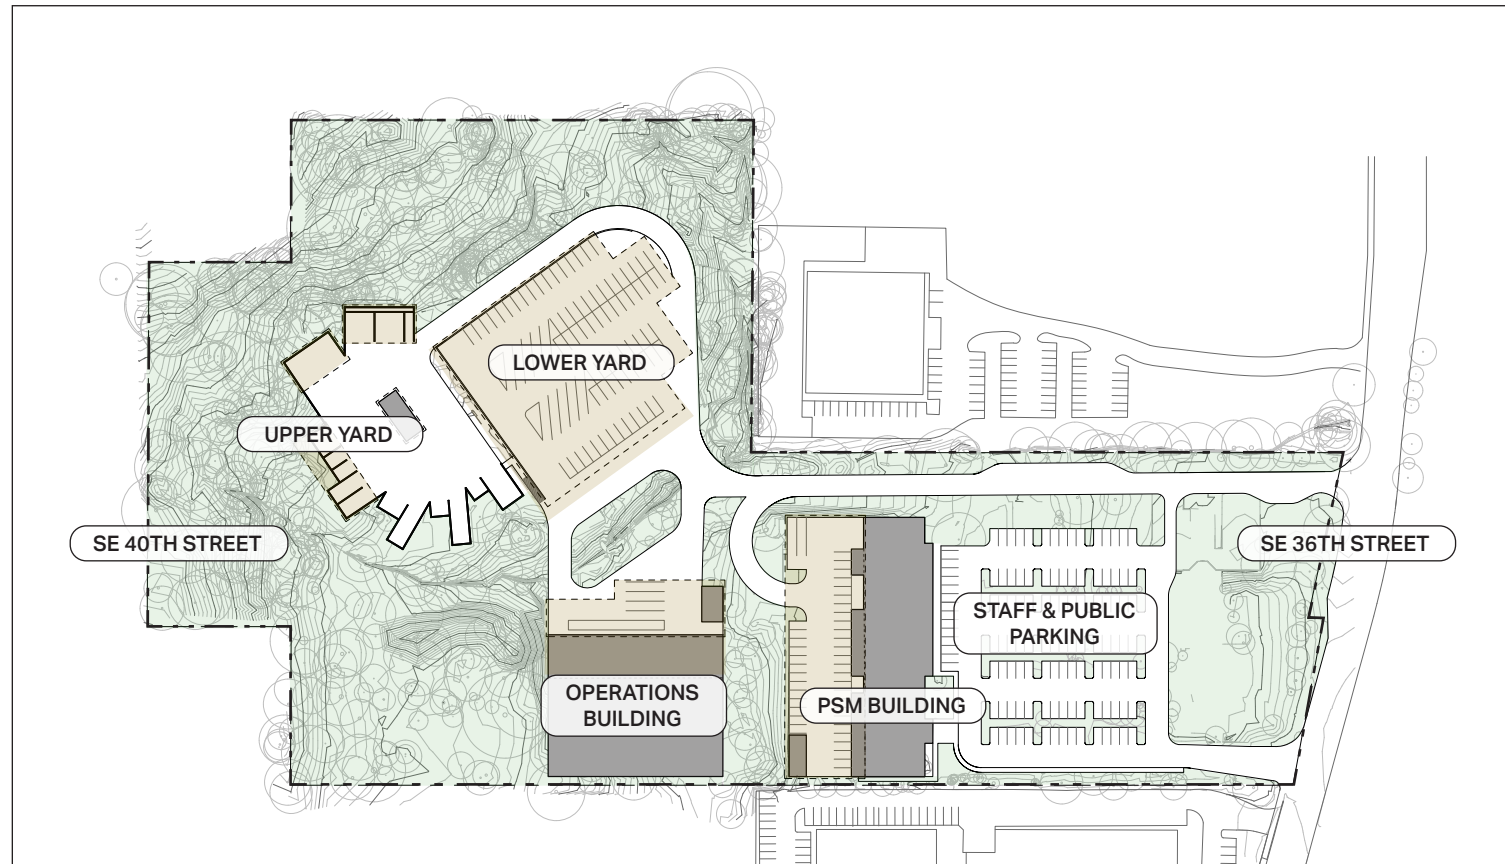 LOWER YARD
UPPER YARD
SE 40TH STREET
SE 36TH STREET
STAFF & PUBLIC
PARKING
OPERATIONS
BUILDING
PSM BUILDING